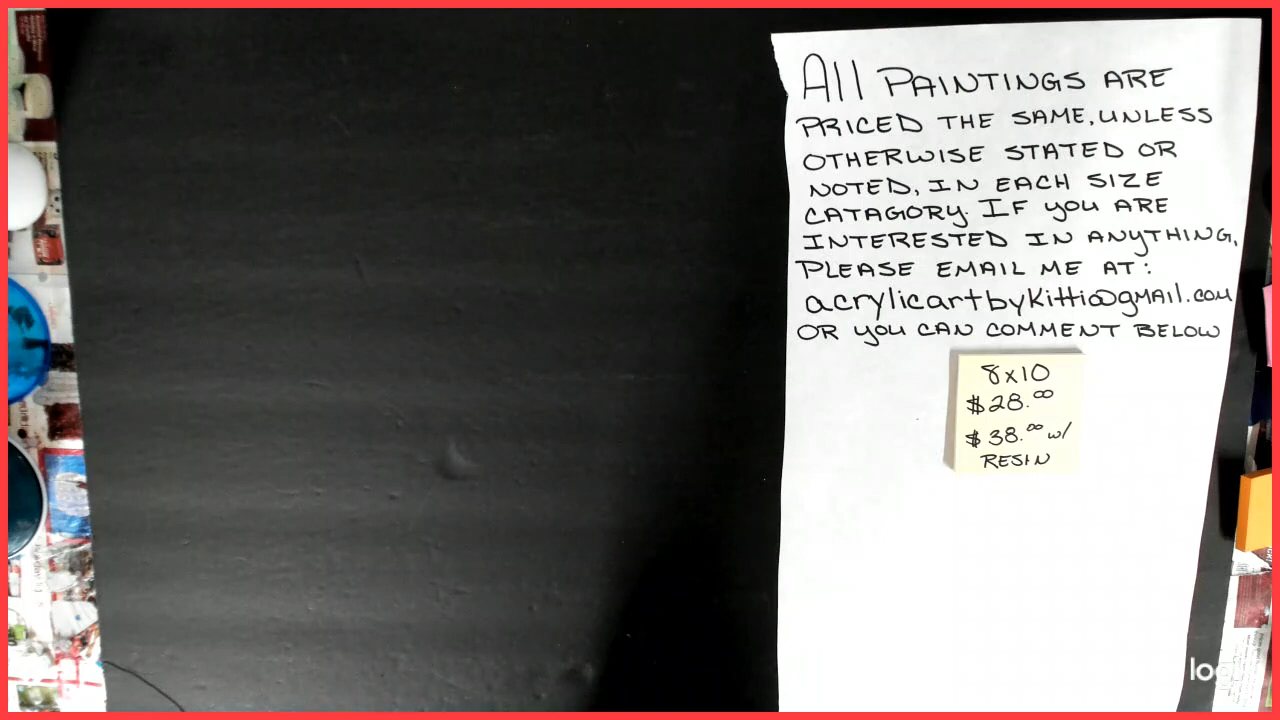 All PAINTINGS ARE
PRICED THE SAME, UNLESS
OTHERWISE STATED OR
NOTED, IN EACH SIZE
CATAGORY. IF YOU ARE
INTERESTED IN ANYTHING,
PLEASE EMAIL ME AT:
acrylicartbykitti@gmail.com
OR YOU CAN COMMENT BELOW
8x10
$28.00
$38.00 w/
RESIN